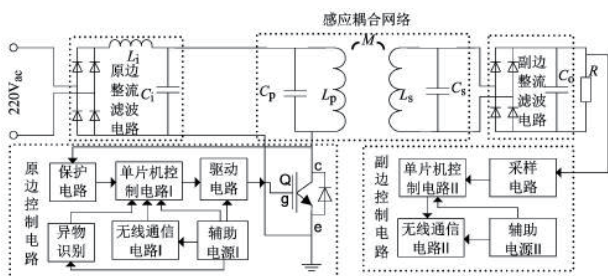 感应耦合网络
220Vac
Li
原边
整流
滤波
电路
Ci
Cp
Lp
M
Ls
Cs
副边
整流
滤波
电路
Cd
R
原边控制电路
保护
电路
单片机控
制电路I
驱动
电路
异物
识别
无线通信
电路I
辅助
电源I
Q
c
g
e
副边控制电路
单片机控
制电路II
采样
电路
无线通信
电路II
辅助
电源II